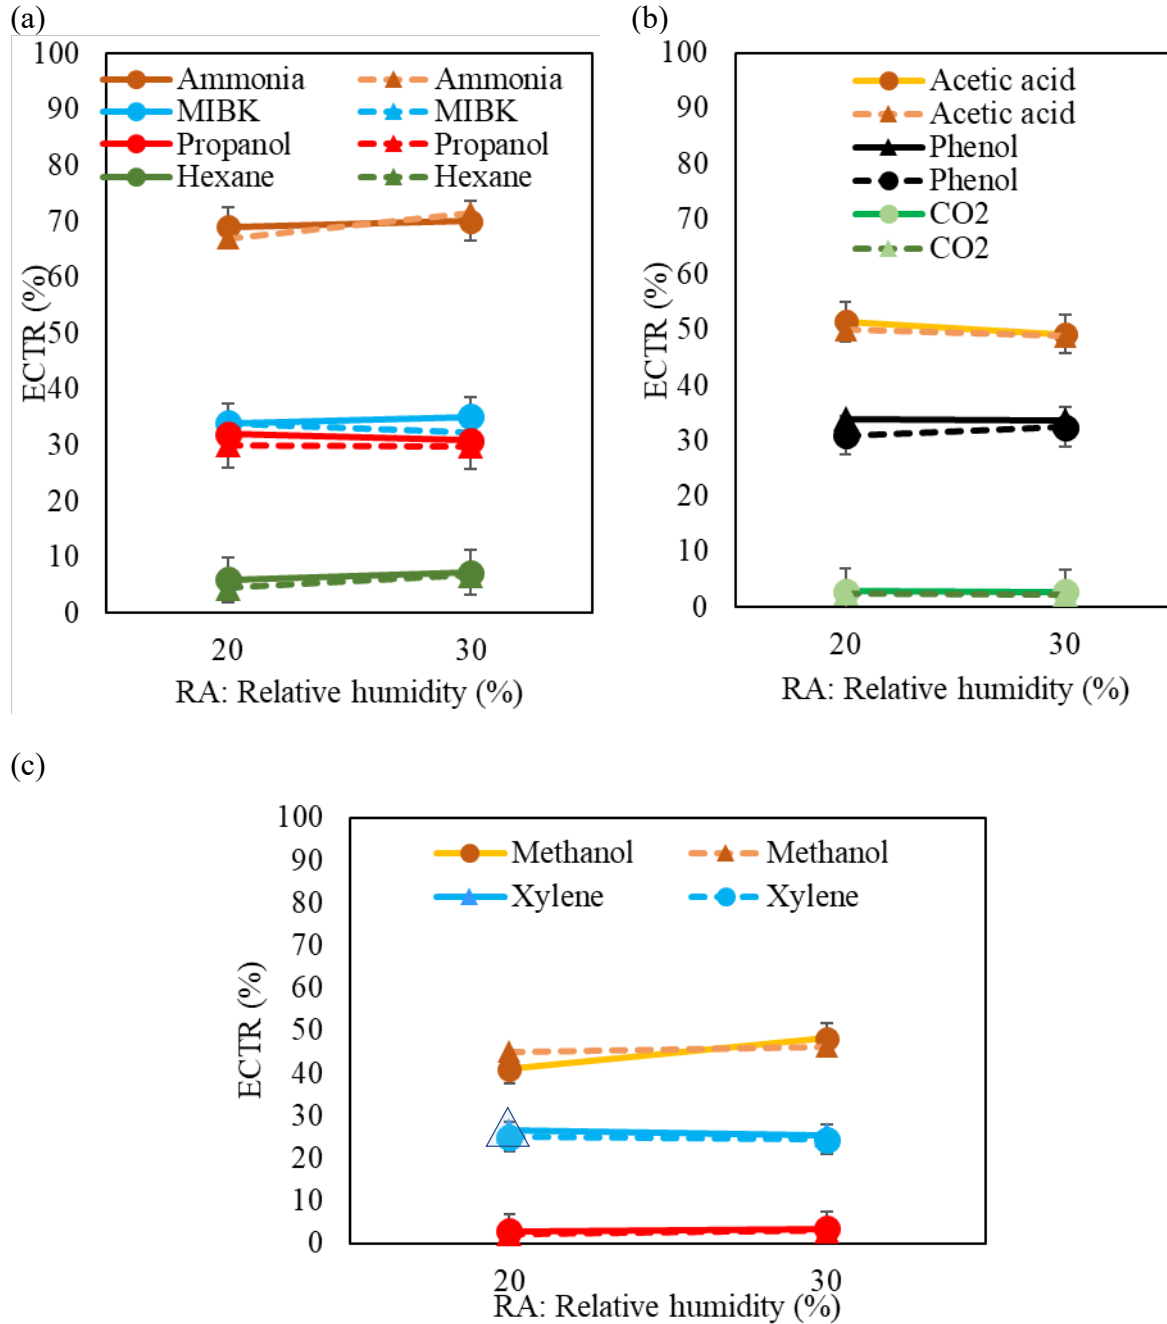 (a)
100
90
80
70
60
50
40
30
20
10
0
ECTR (%)
Ammonia Ammonia
MIBK MIBK
Propanol Propanol
Hexane Hexane
20 30
RA: Relative humidity (%)
(b)
100
90
80
70
60
50
40
30
20
10
0
ECTR (%)
Acetic acid
Acetic acid
Phenol
Phenol
CO2
CO2
20 30
RA: Relative humidity (%)
(c)
100
90
80
70
60
50
40
30
20
10
0
ECTR (%)
Methanol Methanol
Xylene Xylene
20 30
RA: Relative humidity (%)